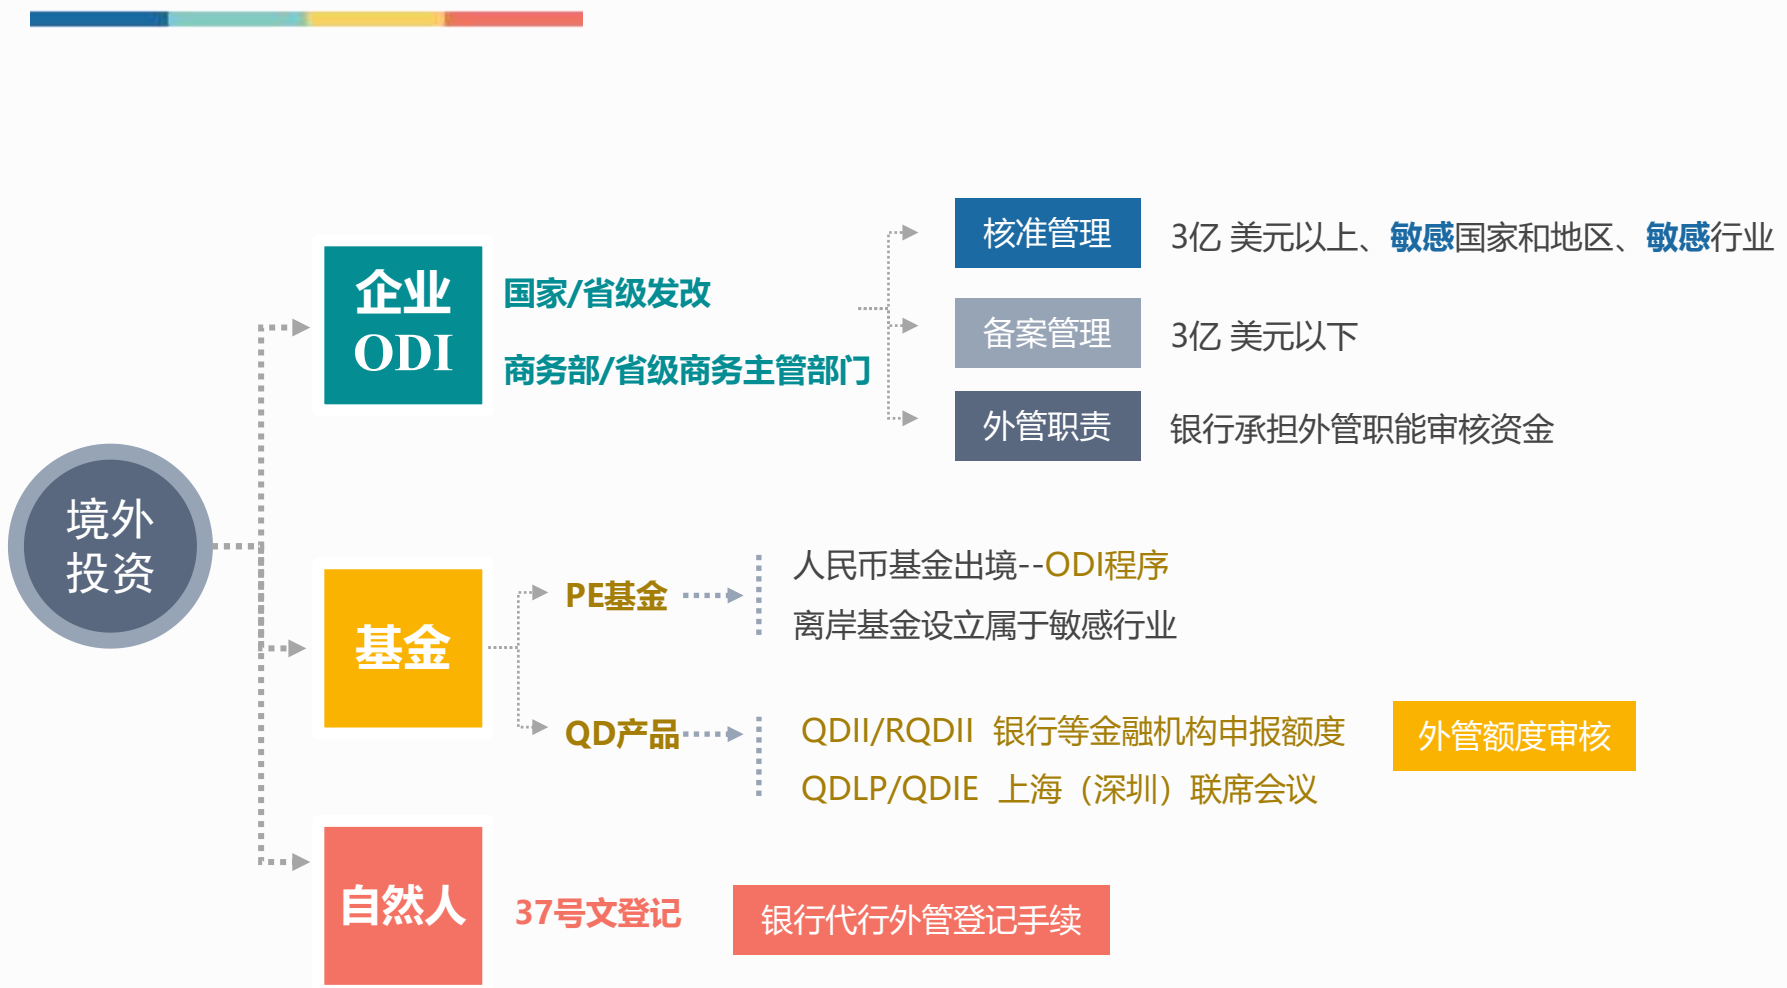 境外
投资
企业
ODI
国家/省级发改
商务部/省级商务主管部门
核准管理
3亿 美元以上、敏感国家和地区、敏感行业
备案管理
3亿 美元以下
外管职责
银行承担外管职能审核资金
基金
PE基金
人民币基金出境--ODI程序
离岸基金设立属于敏感行业
QD产品
QDII/RQDII 银行等金融机构申报额度
外管额度审核
QDLP/QDIE 上海（深圳）联席会议
自然人
37号文登记
银行代行外管登记手续